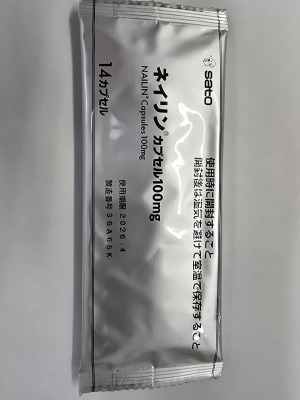 sato
使用時に開封すること
開封後は湿気を避けて室温で保存すること
ネイリン®カプセル100mg
NAILIN® Capsules 100mg
14カプセル
使用期限 2026.4
製造番号 36A65K